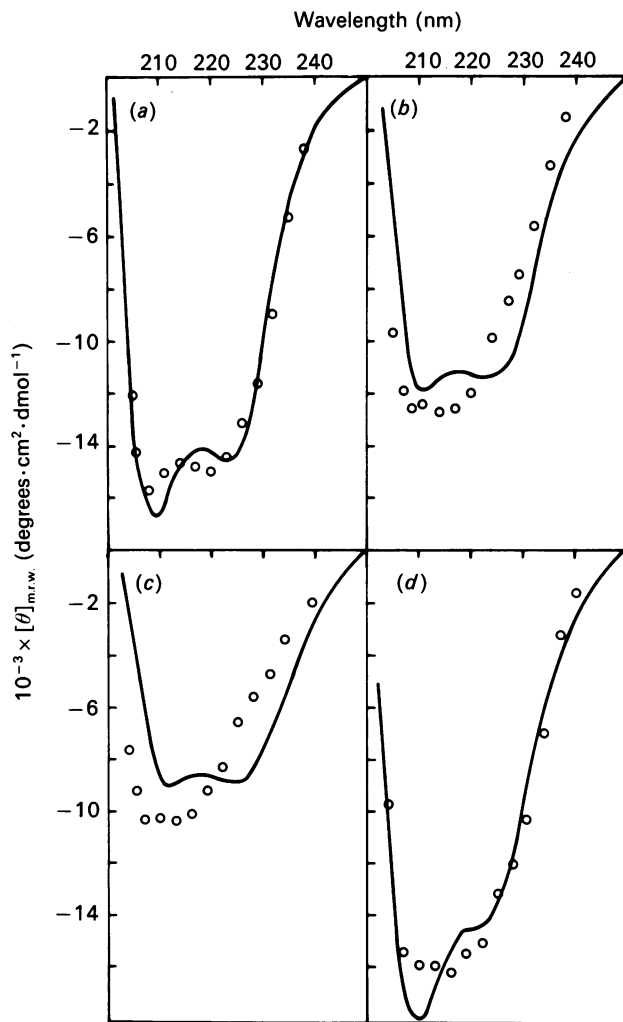 Wavelength (nm)
210 220 230 240 210 220 230 240
(a)
(b)
−2
−6
−10
−14
(c)
(d)
−2
−6
−10
−14
10⁻³ × [θ]m.r.w. (degrees·cm²·dmol⁻¹)